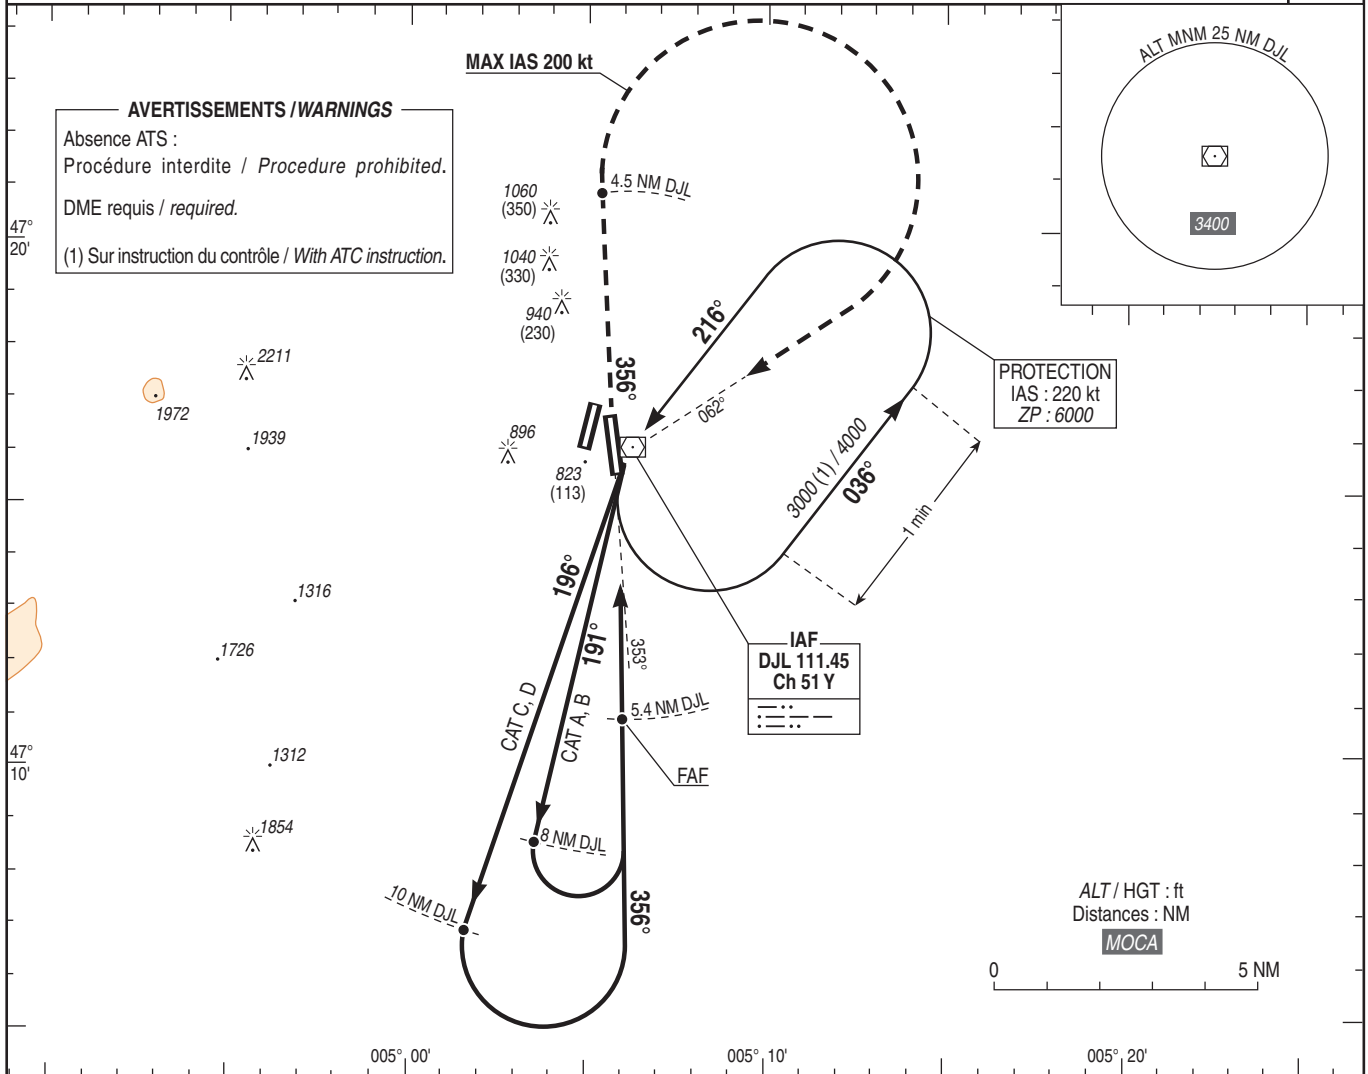 MAX IAS 200 kt
ALT MNM 25 NM DJL
3400
AVERTISSEMENTS / WARNINGS
Absence ATS :
Procédure interdite / Procedure prohibited.
DME requis / required.
(1) Sur instruction du contrôle / With ATC instruction.
4.5 NM DJL
1060
(350)
1040
(330)
940
(230)
47°
20'
216°
356°
2211
1972
1939
896
823
(113)
062°
PROTECTION
IAS : 220 kt
ZP : 6000
3000 (1) / 4000
036°
1 min
196°
191°
353°
1316
1726
IAF
DJL 111.45
Ch 51 Y
CAT C, D
CAT A, B
5.4 NM DJL
FAF
47°
10'
1312
1854
8 NM DJL
10 NM DJL
356°
ALT / HGT : ft
Distances : NM
MOCA
0
5 NM
005° 00'
005° 10'
005° 20'